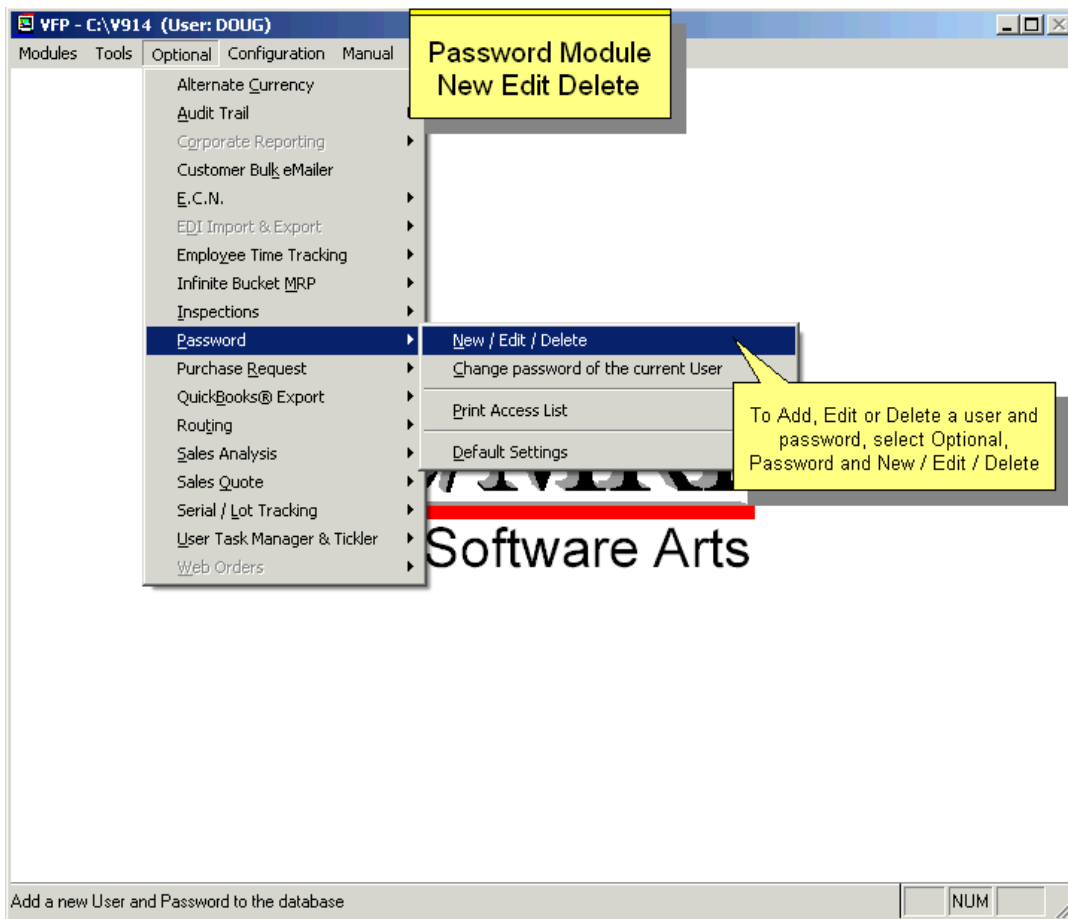 VFP - C:\V914 (User: DOUG)
Modules Tools Optional Configuration Manual
Password Module
New Edit Delete
Alternate Currency
Audit Trail
Corporate Reporting
Customer Bulk eMailer
E.C.N.
EDI Import & Export
Employee Time Tracking
Infinite Bucket MRP
Inspections
Password
Purchase Request
QuickBooks® Export
Routing
Sales Analysis
Sales Quote
Serial / Lot Tracking
User Task Manager & Tickler
Web Orders
New / Edit / Delete
Change password of the current User
Print Access List
Default Settings
To Add, Edit or Delete a user and
password, select Optional,
Password and New / Edit / Delete
Software Arts
Add a new User and Password to the database
NUM